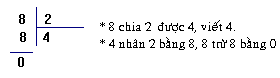 8 2
8 4
0
* 8 chia 2 được 4, viết 4.
* 4 nhân 2 bằng 8, 8 trừ 8 bằng 0